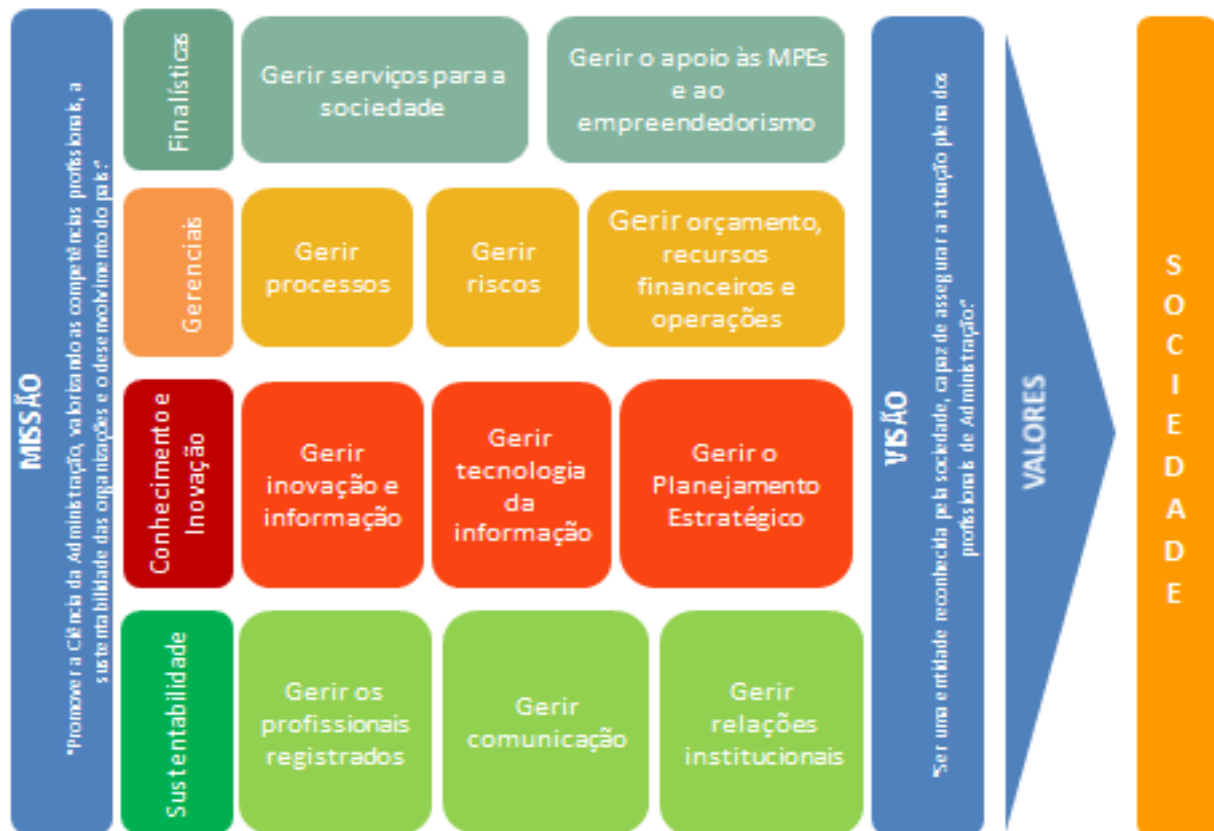 MISSÃO
"Promover a Ciência da Administração, valorizando as competências profissionais, a
sustentabilidade das organizações e o desenvolvimento do país."
Finalísticas
Gerir serviços para a
sociedade
Gerir o apoio às MPEs
e ao
empreendedorismo
Gerenciais
Gerir
processos
Gerir
riscos
Gerir orçamento,
recursos
financeiros e
operações
Conhecimento e
Inovação
Gerir
inovação e
informação
Gerir
tecnologia
da
informação
Gerir o
Planejamento
Estratégico
Sustentabilidade
Gerir os
profissionais
registrados
Gerir
comunicação
Gerir
relações
institucionais
VISÃO
"Ser uma entidade reconhecida pela sociedade, capaz de assegurar a atuação plena dos
profissionais de Administração."
VALORES
SOCIEDADE